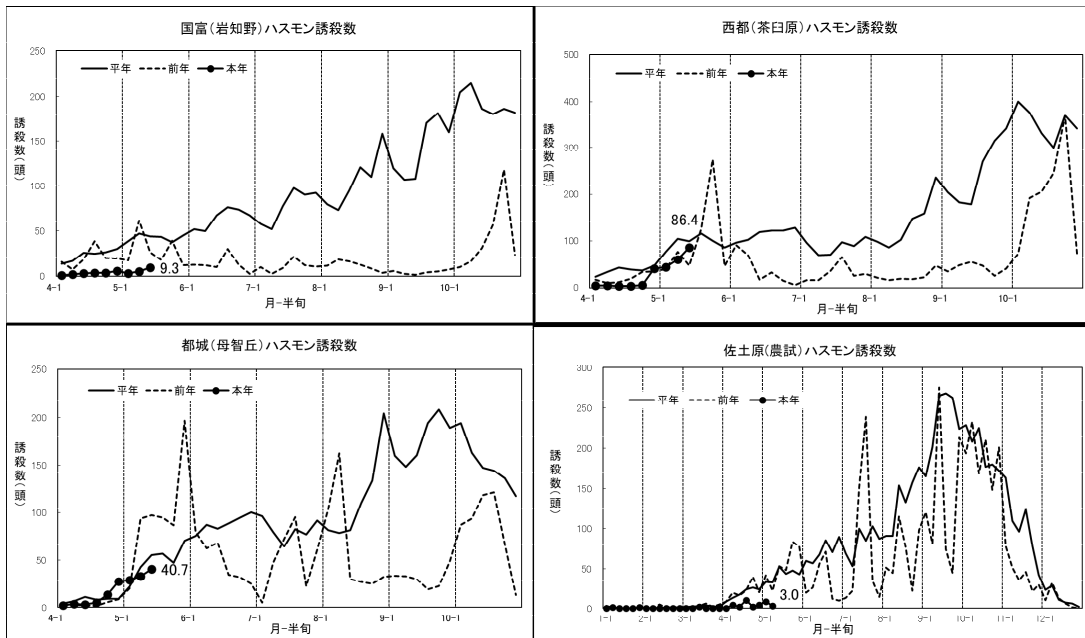 国富(岩知野)ハスモン誘殺数
平年 前年 本年
誘殺数(頭)
250
200
150
100
50
0
9.3
4-1 5-1 6-1 7-1 8-1 9-1 10-1
月-半旬
西都(茶臼原)ハスモン誘殺数
平年 前年 本年
誘殺数(頭)
500
400
300
200
100
0
86.4
4-1 5-1 6-1 7-1 8-1 9-1 10-1
月-半旬
都城(母智丘)ハスモン誘殺数
平年 前年 本年
誘殺数(頭)
250
200
150
100
50
0
40.7
4-1 5-1 6-1 7-1 8-1 9-1 10-1
月-半旬
佐土原(農試)ハスモン誘殺数
平年 前年 本年
誘殺数(頭)
300
250
200
150
100
50
0
3.0
1-1 2-1 3-1 4-1 5-1 6-1 7-1 8-1 9-1 10-1 11-1 12-1
月-半旬